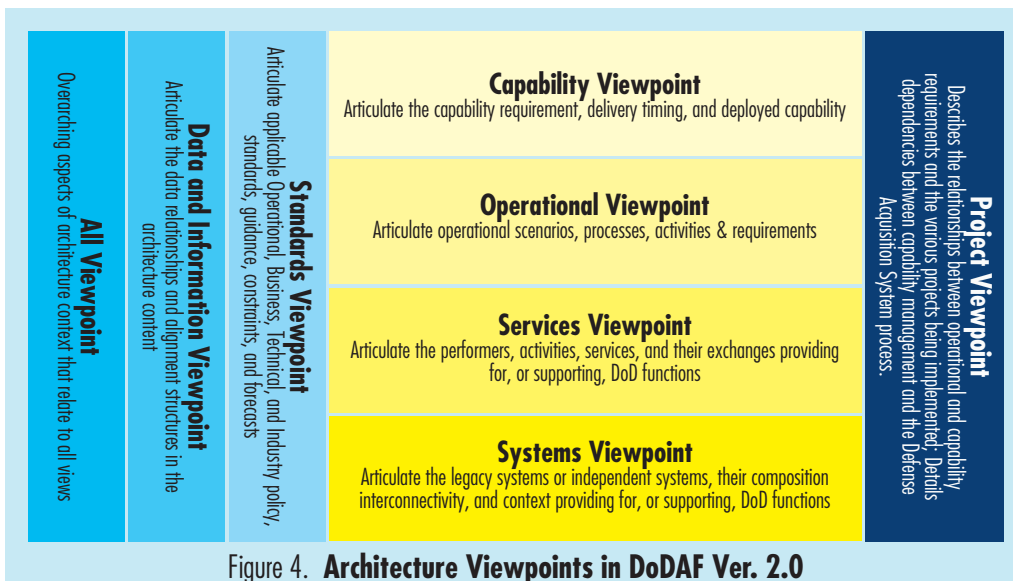 All Viewpoint
Overarching aspects of architecture context that relate to all views
Data and Information Viewpoint
Articulate the data relationships and alignment structures in the
architecture content
Standards Viewpoint
Articulate applicable Operational, Business, Technical, and Industry policy,
standards, guidance, constraints, and forecasts
Capability Viewpoint
Articulate the capability requirement, delivery timing, and deployed capability
Operational Viewpoint
Articulate operational scenarios, processes, activities & requirements
Services Viewpoint
Articulate the performers, activities, services, and their exchanges providing
for, or supporting, DoD functions
Systems Viewpoint
Articulate the legacy systems or independent systems, their composition
interconnectivity, and context providing for, or supporting, DoD functions
Project Viewpoint
Describes the relationships between operational and capability
requirements and the various projects being implemented; Details
dependencies between capability management and the Defense
Acquisition System process.
Figure 4. Architecture Viewpoints in DoDAF Ver. 2.0